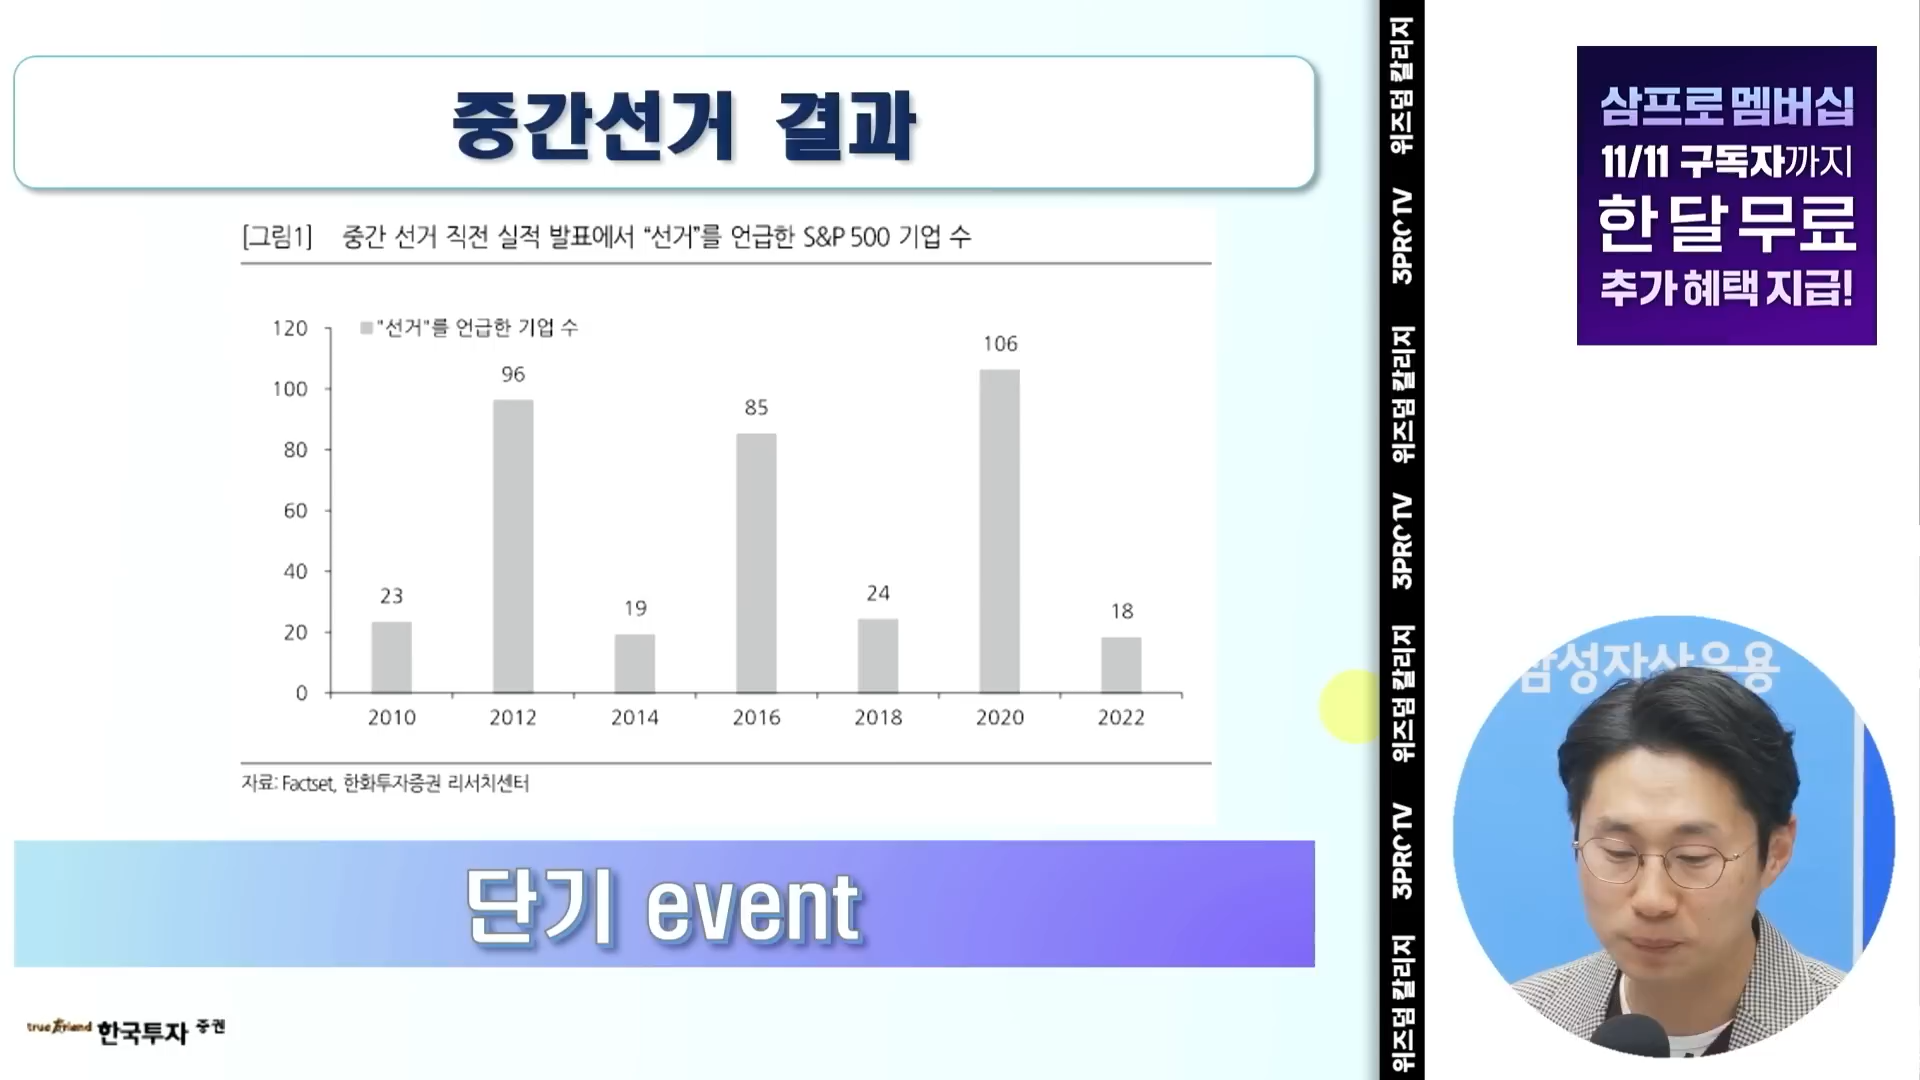 중간선거 결과
[그림1] 중간 선거 직전 실적 발표에서 “선거”를 언급한 S&P 500 기업 수
"선거"를 언급한 기업 수
120
100
80
60
40
20
0
23
96
19
85
24
106
18
2010
2012
2014
2016
2018
2020
2022
자료: Factset, 한화투자증권 리서치센터
단기 event
true friend 한국투자 증권
위즈덤 칼리지
3PROTV
위즈덤 칼리지
3PROTV
위즈덤 칼리지
3PROTV
위즈덤 칼리지
삼프로 멤버십
11/11 구독자까지
한 달 무료
추가 혜택 지급!
삼성자산운용